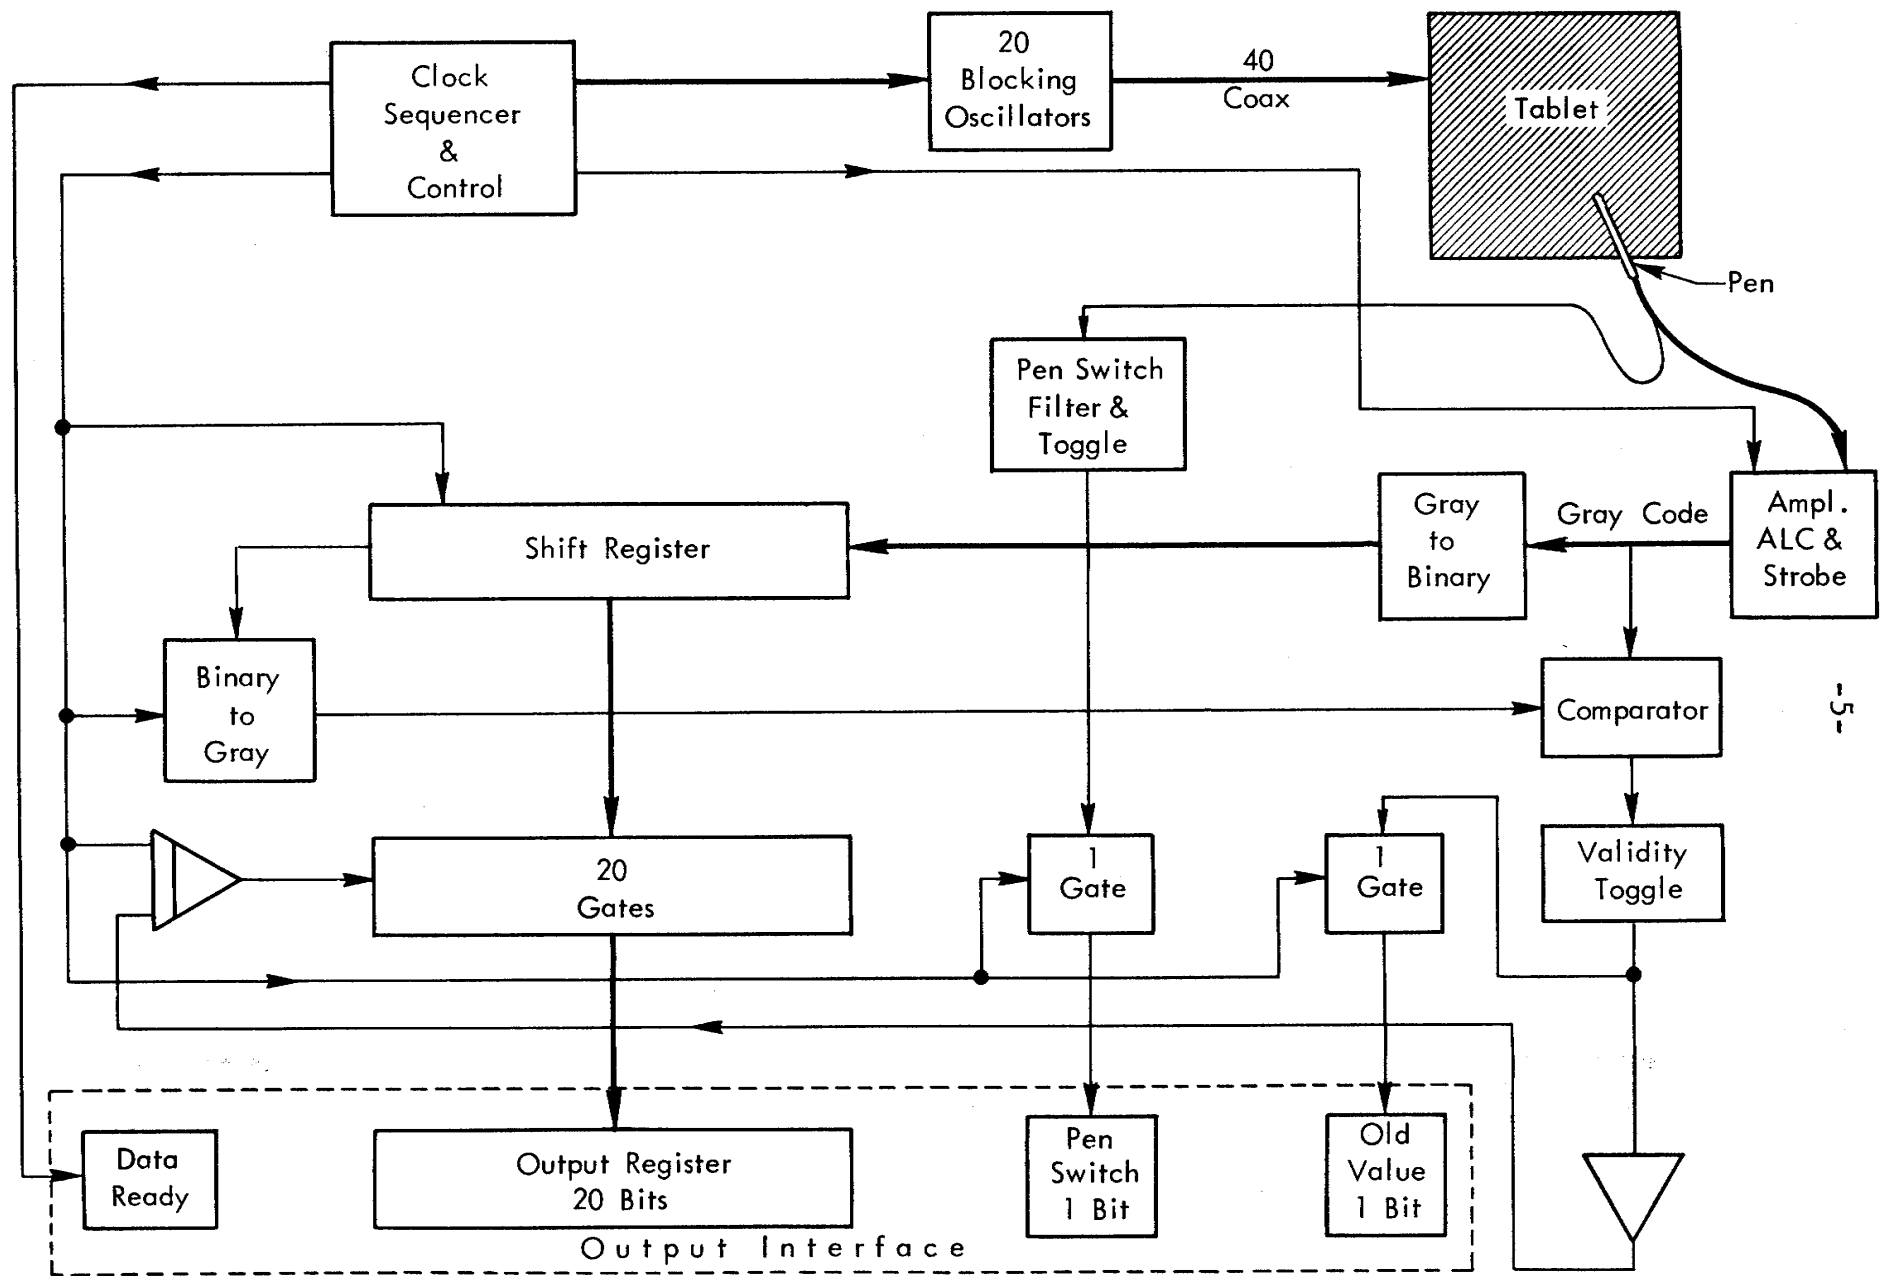 Clock
Sequencer
&
Control
20
Blocking
Oscillators
40
Coax
Tablet
Pen
Pen Switch
Filter &
Toggle
Shift Register
Gray
to
Binary
Gray Code
Ampl.
ALC &
Strobe
Binary
to
Gray
Comparator
-5-
20
Gates
1
Gate
1
Gate
Validity
Toggle
Data
Ready
Output Register
20 Bits
Pen
Switch
1 Bit
Old
Value
1 Bit
Output Interface